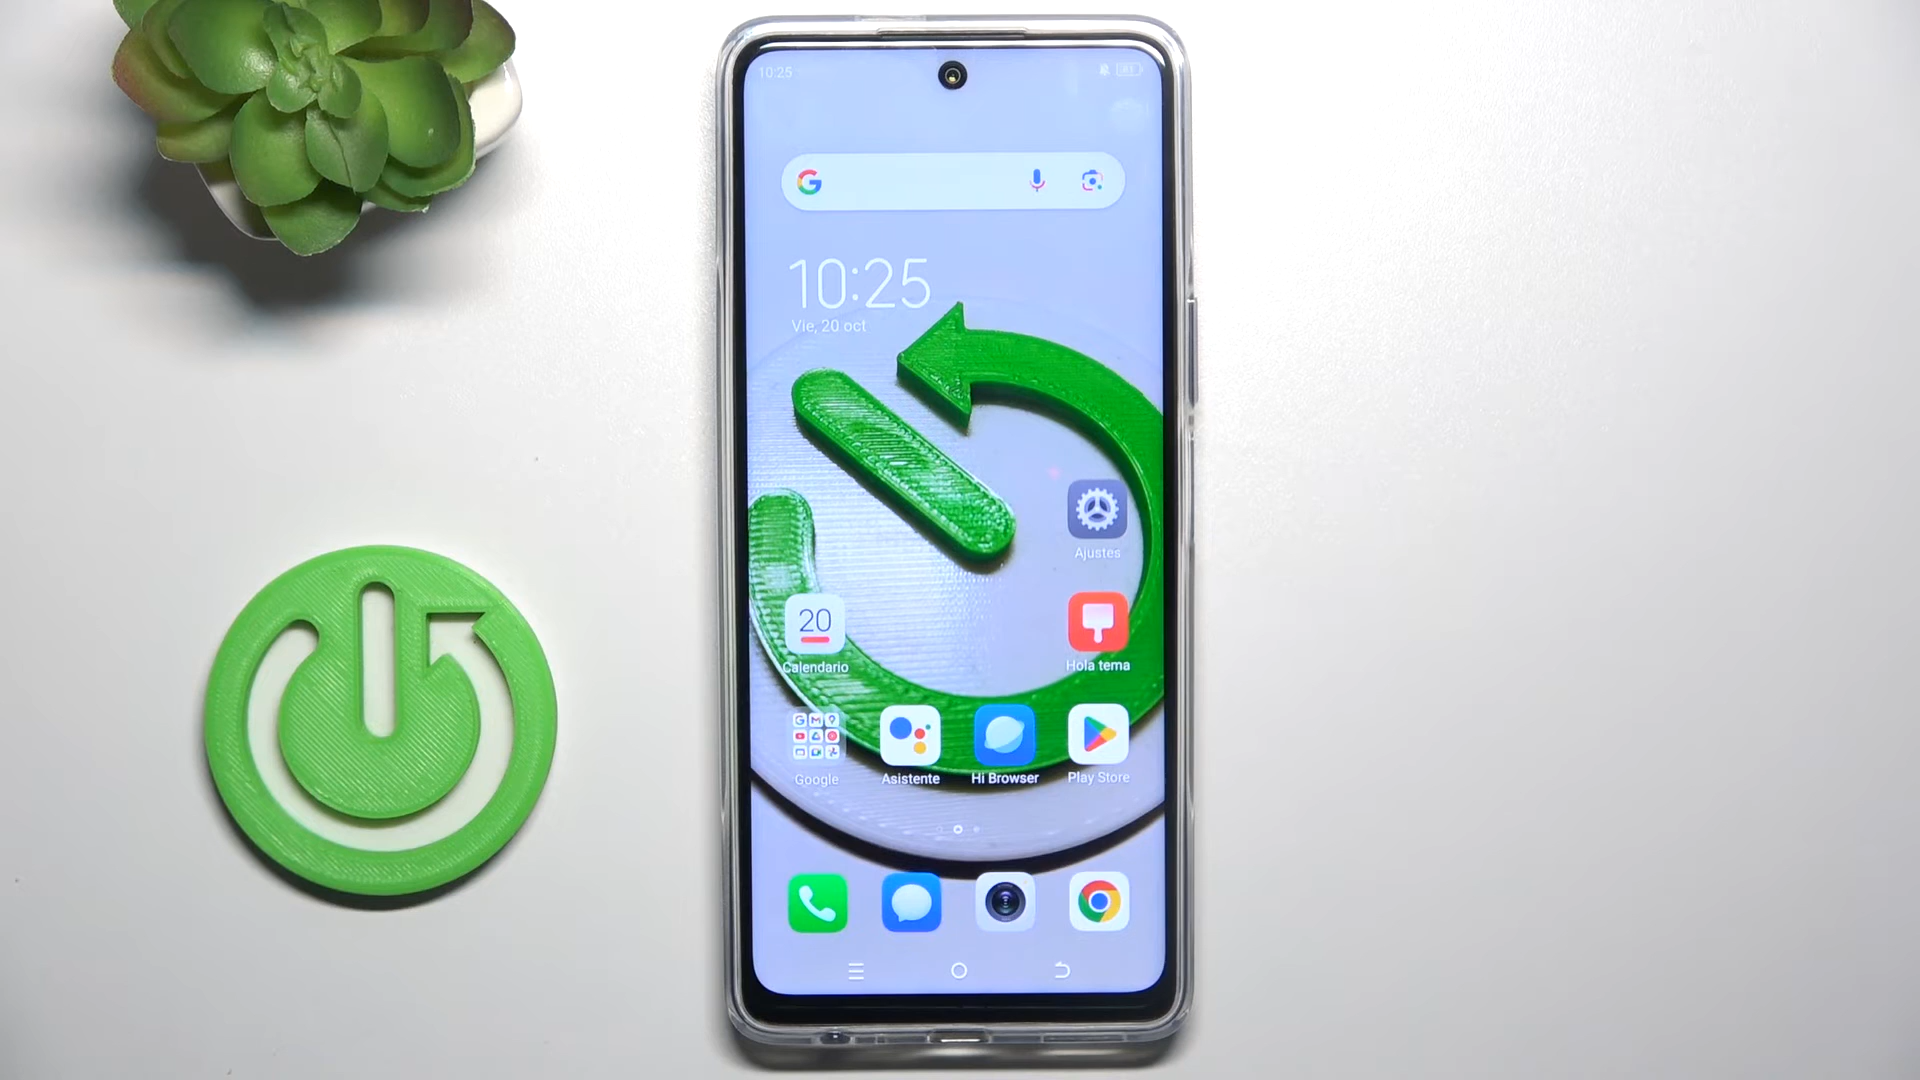 10:25
10:25
Vie, 20 oct
Ajustes
20
Calendario
Hola tema
Google
Asistente
Hi Browser
Play Store